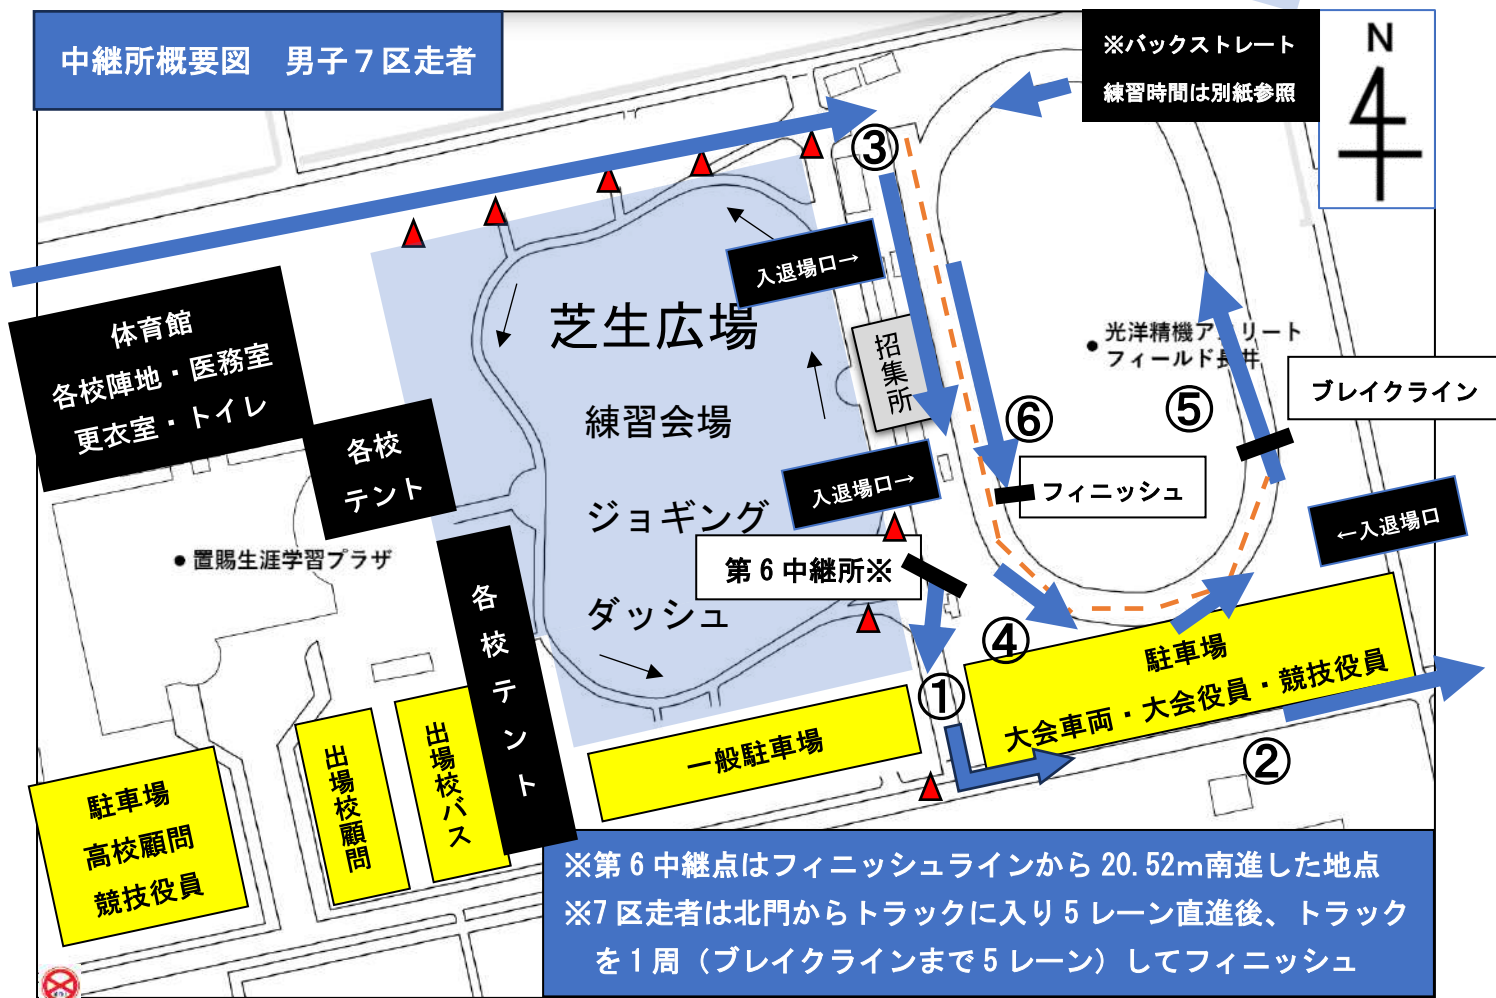 中継所概要図　男子７区走者
※バックストレート
練習時間は別紙参照
N
③
入退場口→
芝生広場
招集所
光洋精機ア
リート
フィールド長井
体育館
各校陣地・医務室
更衣室・トイレ
各校
テント
練習会場
⑥
⑤
ブレイクライン
入退場口→
フィニッシュ
←入退場口
ジョギング
置賜生涯学習プラザ
第６中継所※
各校テント
ダッシュ
④
駐車場
大会車両・大会役員・競技役員
①
一般駐車場
②
出場校バス
出場校顧問
駐車場
高校顧問
競技役員
※第６中継点はフィニッシュラインから 20.52m南進した地点
※7 区走者は北門からトラックに入り５レーン直進後、トラック
を１周（ブレイクラインまで５レーン）してフィニッシュ